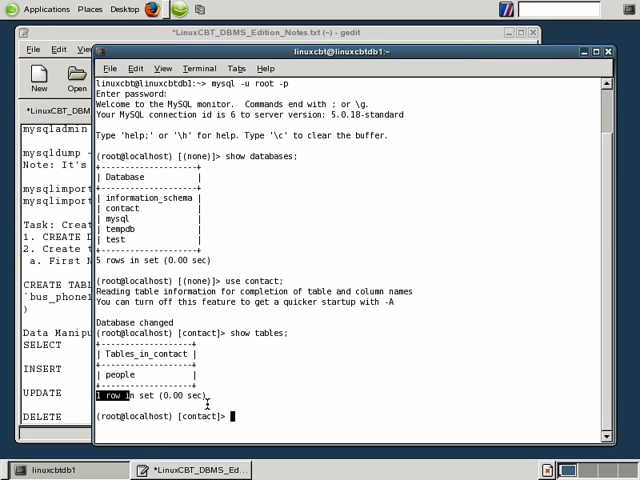 Applications Places Desktop
*LinuxCBT_DBMS_Edition_Notes.txt (~) - gedit
File Edit
New Open
*LinuxCBT_DBM
mysqladmin
mysqldump -
Note: It's
mysqlimport
mysqlimport
Task: Creat
1. CREATE D
2. Create t
a. First N
CREATE TABL
`bus_phone1
)
Data Manipu
SELECT
INSERT
UPDATE
DELETE
linuxcbt@linuxcbtdb1:~
File Edit View Terminal Tabs Help
linuxcbt@linuxcbtdb1:~> mysql -u root -p
Enter password:
Welcome to the MySQL monitor.  Commands end with ; or \g.
Your MySQL connection id is 6 to server version: 5.0.18-standard
Type 'help;' or '\h' for help. Type '\c' to clear the buffer.
(root@localhost) [(none)]> show databases;
+--------------------+
| Database           |
+--------------------+
| information_schema |
| contact            |
| mysql              |
| tempdb             |
| test               |
+--------------------+
5 rows in set (0.00 sec)
(root@localhost) [(none)]> use contact;
Reading table information for completion of table and column names
You can turn off this feature to get a quicker startup with -A
Database changed
(root@localhost) [contact]> show tables;
+-------------------+
| Tables_in_contact |
+-------------------+
| people            |
+-------------------+
1 row in set (0.00 sec)
(root@localhost) [contact]>
linuxcbtdb1
*LinuxCBT_DBMS_Ed...